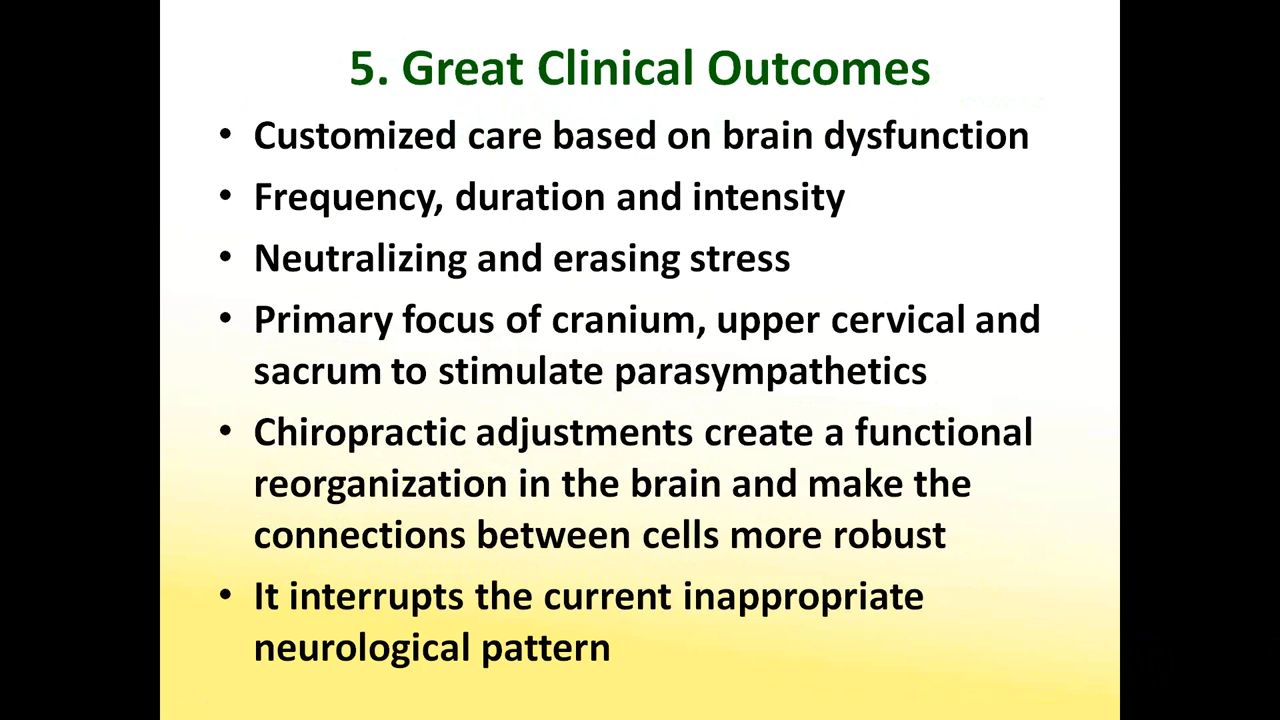 5. Great Clinical Outcomes
• Customized care based on brain dysfunction
• Frequency, duration and intensity
• Neutralizing and erasing stress
• Primary focus of cranium, upper cervical and
sacrum to stimulate parasympathetics
• Chiropractic adjustments create a functional
reorganization in the brain and make the
connections between cells more robust
• It interrupts the current inappropriate
neurological pattern